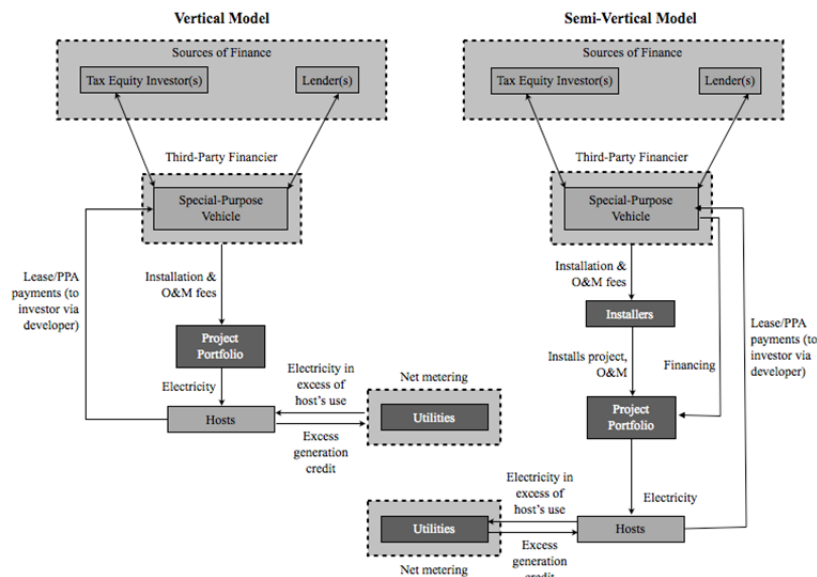 Vertical Model
Sources of Finance
Tax Equity Investor(s)
Lender(s)
Third-Party Financier
Special-Purpose
Vehicle
Lease/PPA
payments (to
investor via
developer)
Installation &
O&M fees
Project
Portfolio
Electricity
Hosts
Electricity in
excess of
host's use
Excess
generation
credit
Net metering
Utilities
Semi-Vertical Model
Sources of Finance
Tax Equity Investor(s)
Lender(s)
Third-Party Financier
Special-Purpose
Vehicle
Installation &
O&M fees
Installers
Installs project,
O&M
Financing
Lease/PPA
payments (to
investor via
developer)
Project
Portfolio
Electricity
Electricity in
excess of
host's use
Utilities
Hosts
Excess
generation
credit
Net metering